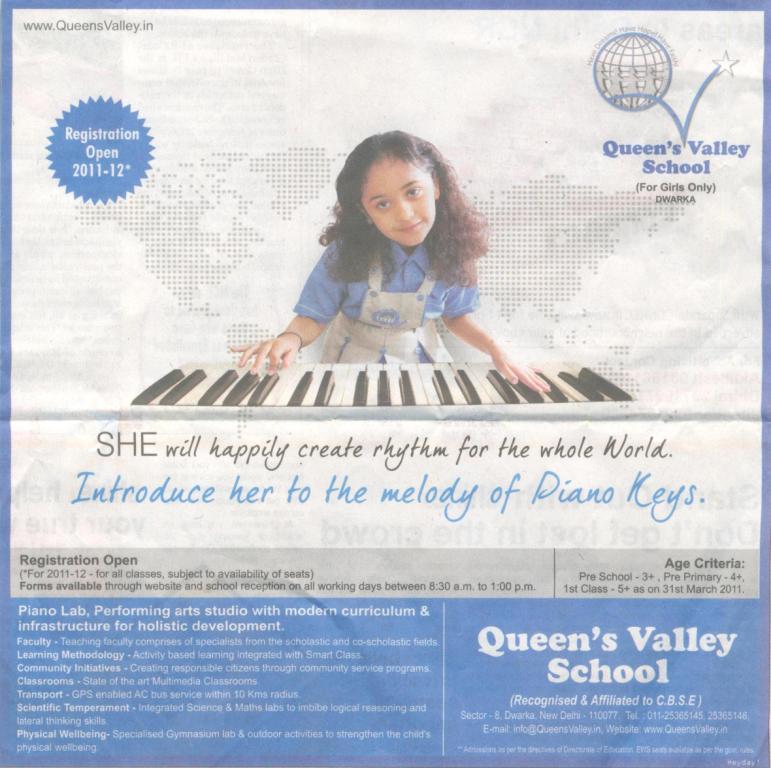 www.QueensValley.in
Registration
Open
2011-12*
Queen's Valley
School
(For Girls Only)
DWARKA
SHE will happily create rhythm for the whole World.
Introduce her to the melody of Piano Keys.
Registration Open
(*For 2011-12 - for all classes, subject to availability of seats)
Forms available through website and school reception on all working days between 8:30 a.m. to 1:00 p.m.
Age Criteria:
Pre School - 3+ , Pre Primary - 4+,
1st Class - 5+ as on 31st March 2011.
Piano Lab, Performing arts studio with modern curriculum &
infrastructure for holistic development.
Faculty - Teaching faculty comprises of specialists from the scholastic and co-scholastic fields.
Learning Methodology - Activity based learning integrated with Smart Class.
Community Initiatives - Creating responsible citizens through community service programs.
Classrooms - State of the art Multimedia Classrooms.
Transport - GPS enabled AC bus service within 10 Kms radius.
Scientific Temperament - Integrated Science & Maths labs to imbibe logical reasoning and
lateral thinking skills.
Physical Wellbeing- Specialised Gymnasium lab & outdoor activities to strengthen the child's
physical wellbeing.
Queen's Valley
School
(Recognised & Affiliated to C.B.S.E)
Sector - 8, Dwarka, New Delhi - 110077. Tel. : 011-25365145, 25365146,
E-mail: info@QueensValley.in, Website: www.QueensValley.in
**Admissions as per the directives of Directorate of Education. EWS seats available as per the govt. rules.
Heyday!